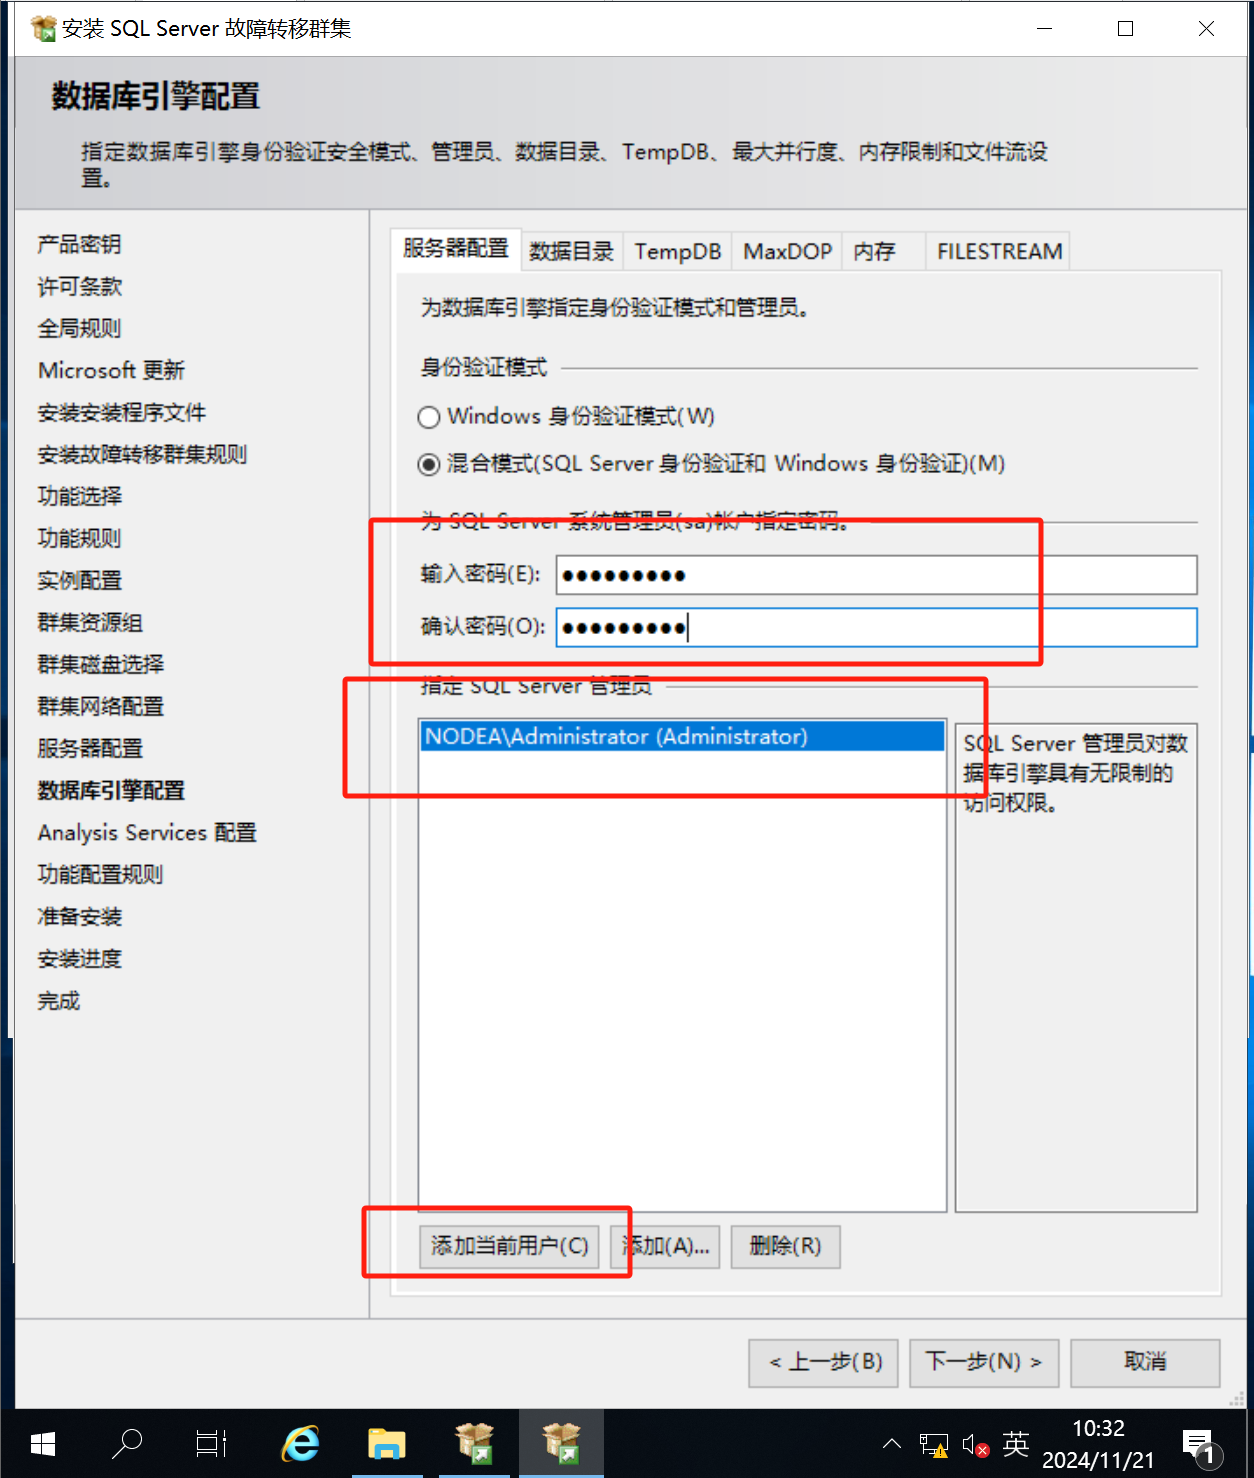 安装 SQL Server 故障转移群集
数据库引擎配置
指定数据库引擎身份验证安全模式、管理员、数据目录、TempDB、最大并行度、内存限制和文件流设
置。
产品密钥
许可条款
全局规则
Microsoft 更新
安装安装程序文件
安装故障转移群集规则
功能选择
功能规则
实例配置
群集资源组
群集磁盘选择
群集网络配置
服务器配置
数据库引擎配置
Analysis Services 配置
功能配置规则
准备安装
安装进度
完成
服务器配置 数据目录 TempDB MaxDOP 内存 FILESTREAM
为数据库引擎指定身份验证模式和管理员。
身份验证模式
Windows 身份验证模式(W)
混合模式(SQL Server 身份验证和 Windows 身份验证)(M)
为 SQL Server 系统管理员(sa)帐户指定密码。
输入密码(E): ●●●●●●●●●
确认密码(O): ●●●●●●●●●
指定 SQL Server 管理员
NODEA\Administrator (Administrator)
SQL Server 管理员对数
据库引擎具有无限制的
访问权限。
添加当前用户(C) 添加(A)... 删除(R)
< 上一步(B) 下一步(N) > 取消
英 10:32
2024/11/21
1